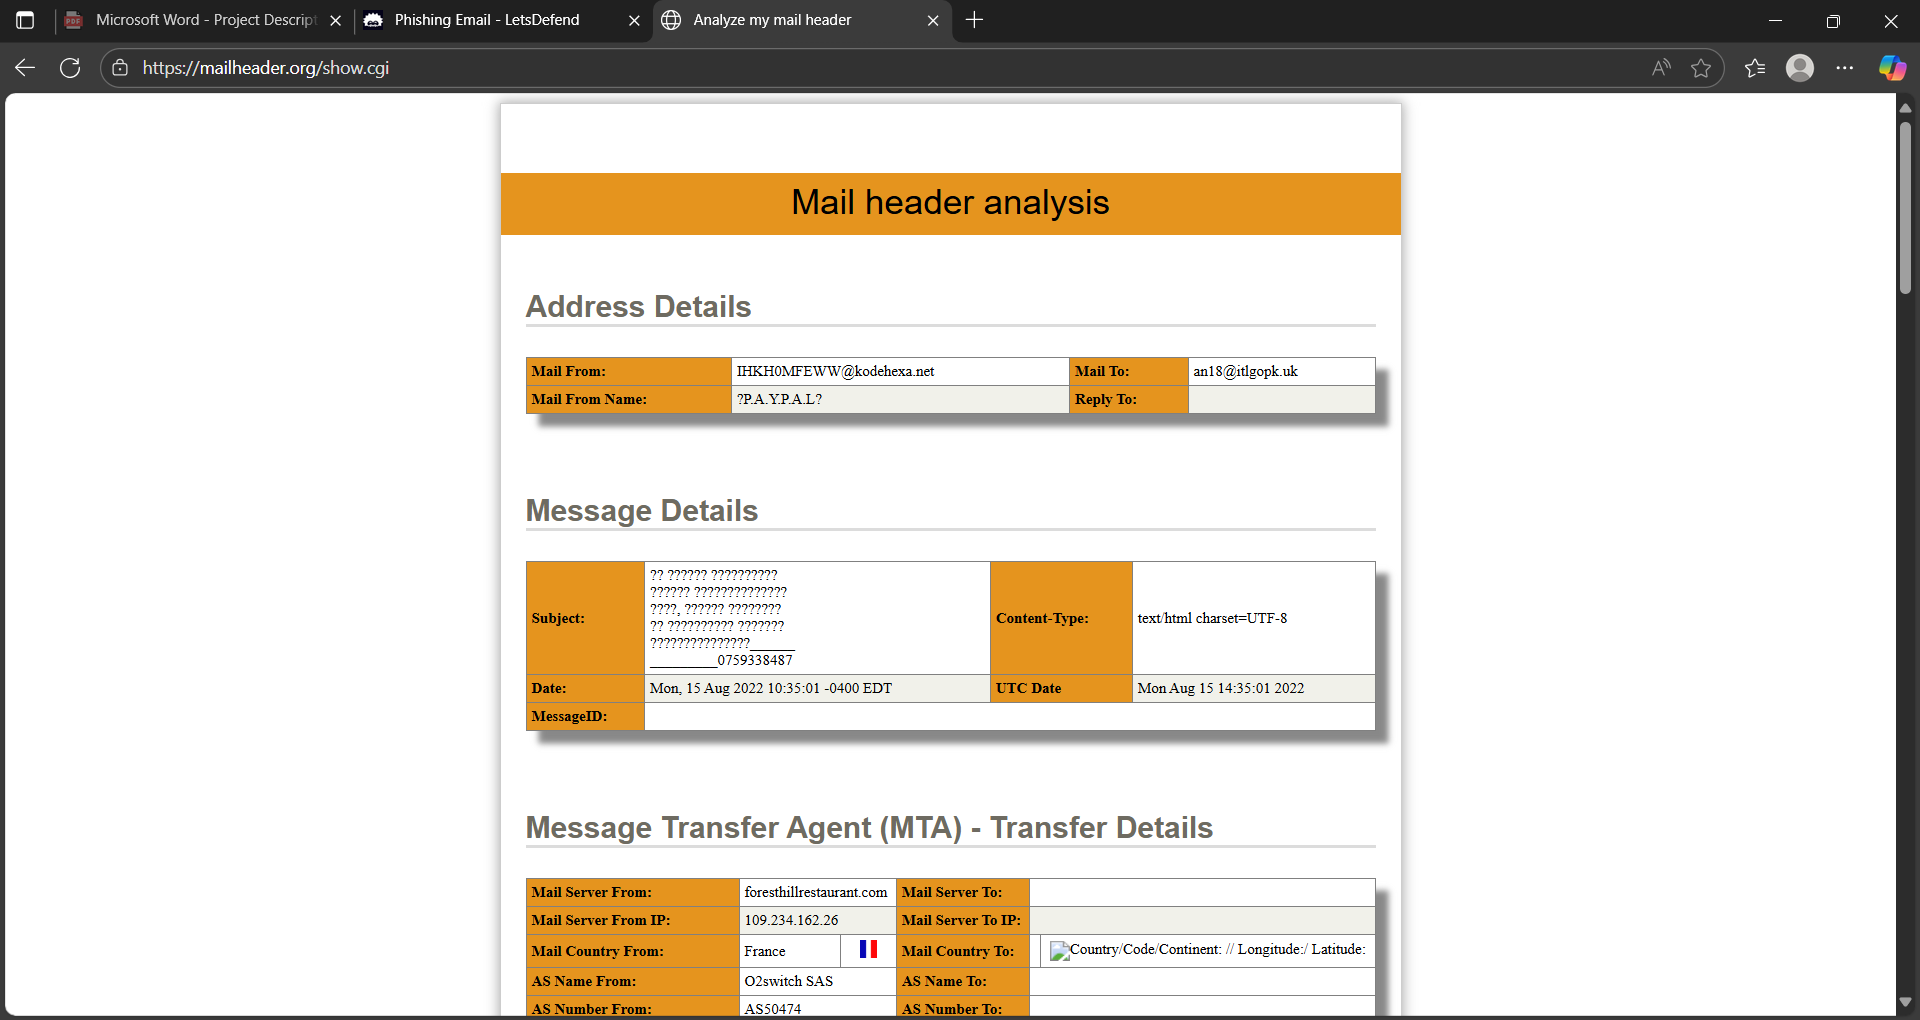 Microsoft Word - Project Descript
Phishing Email - LetsDefend
Analyze my mail header
https://mailheader.org/show.cgi
Mail header analysis
Address Details
Mail From: IHKH0MFEWW@kodehexa.net Mail To: an18@itlgopk.uk
Mail From Name: ?P.A.Y.P.A.L? Reply To:
Message Details
Subject:
?? ?????? ??????????
?????? ??????????????
????, ?????? ????????
?? ?????????? ???????
???????????????_______
__________0759338487
Content-Type: text/html charset=UTF-8
Date: Mon, 15 Aug 2022 10:35:01 -0400 EDT UTC Date Mon Aug 15 14:35:01 2022
MessageID:
Message Transfer Agent (MTA) - Transfer Details
Mail Server From: foresthillrestaurant.com Mail Server To:
Mail Server From IP: 109.234.162.26 Mail Server To IP:
Mail Country From: France Mail Country To: Country/Code/Continent: // Longitude:/ Latitude:
AS Name From: O2switch SAS AS Name To:
AS Number From: AS50474 AS Number To: